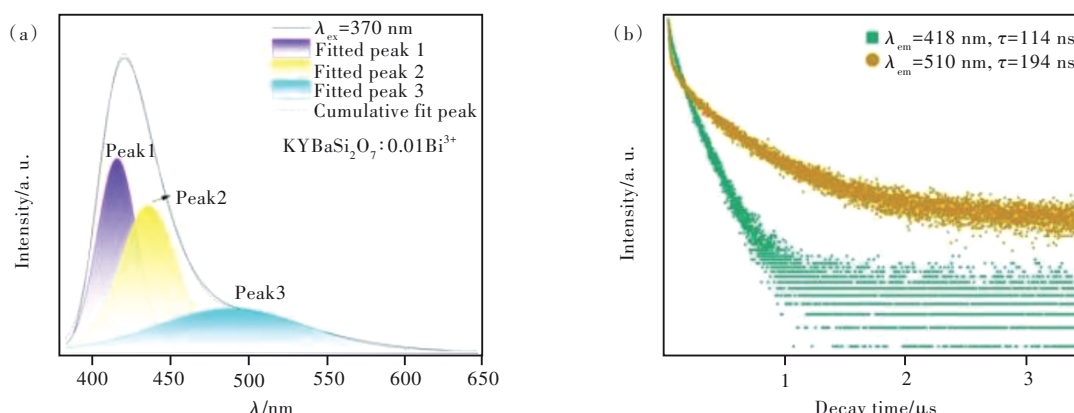 (a)
λex=370 nm
Fitted peak 1
Fitted peak 2
Fitted peak 3
Cumulative fit peak
KYBaSi₂O₇:0.01Bi³⁺
Peak1
Peak2
Peak3
Intensity/a. u.
400 450 500 550 600 650
λ/nm
(b)
λem=418 nm, τ=114 ns
λem=510 nm, τ=194 ns
Intensity/a. u.
1 2 3
Decay time/μs